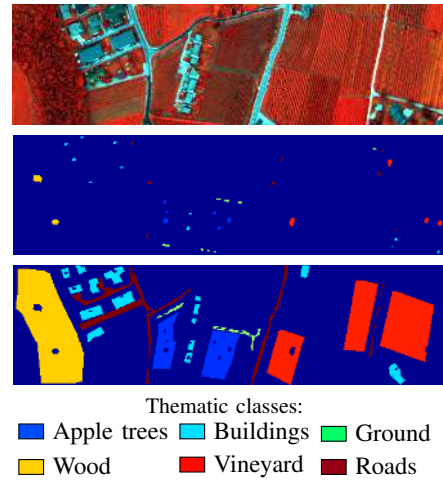 Thematic classes:
Apple trees Buildings Ground
Wood Vineyard Roads